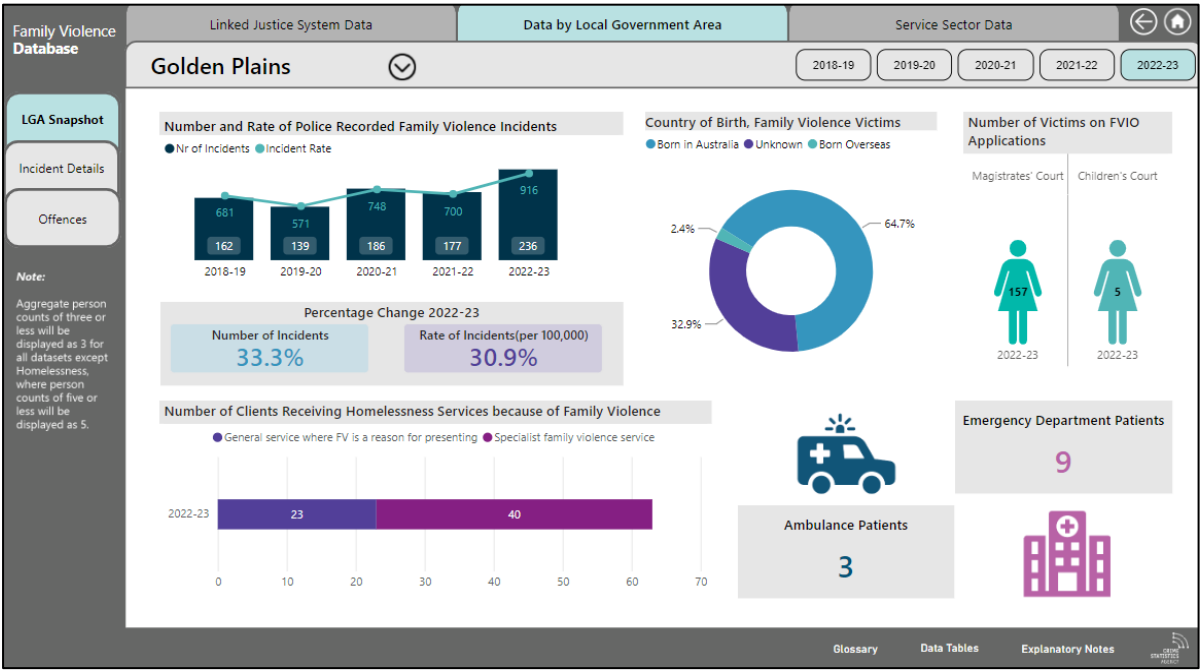 Family Violence
Database
Linked Justice System Data
Data by Local Government Area
Service Sector Data
Golden Plains
2018-19
2019-20
2020-21
2021-22
2022-23
LGA Snapshot
Incident Details
Offences
Note:
Aggregate person
counts of three or
less will be
displayed as 3 for
all datasets except
Homelessness,
where person
counts of five or
less will be
displayed as 5.
Number and Rate of Police Recorded Family Violence Incidents
Nr of Incidents Incident Rate
681
571
748
700
916
162
139
186
177
236
2018-19
2019-20
2020-21
2021-22
2022-23
Percentage Change 2022-23
Number of Incidents
33.3%
Rate of Incidents(per 100,000)
30.9%
Country of Birth, Family Violence Victims
Born in Australia Unknown Born Overseas
2.4%
64.7%
32.9%
Number of Victims on FVIO
Applications
Magistrates' Court
Children's Court
157
5
2022-23
2022-23
Number of Clients Receiving Homelessness Services because of Family Violence
General service where FV is a reason for presenting Specialist family violence service
2022-23
23
40
0
10
20
30
40
50
60
70
Ambulance Patients
3
Emergency Department Patients
9
Glossary
Data Tables
Explanatory Notes
CRIME
STATISTICS
AGENCY